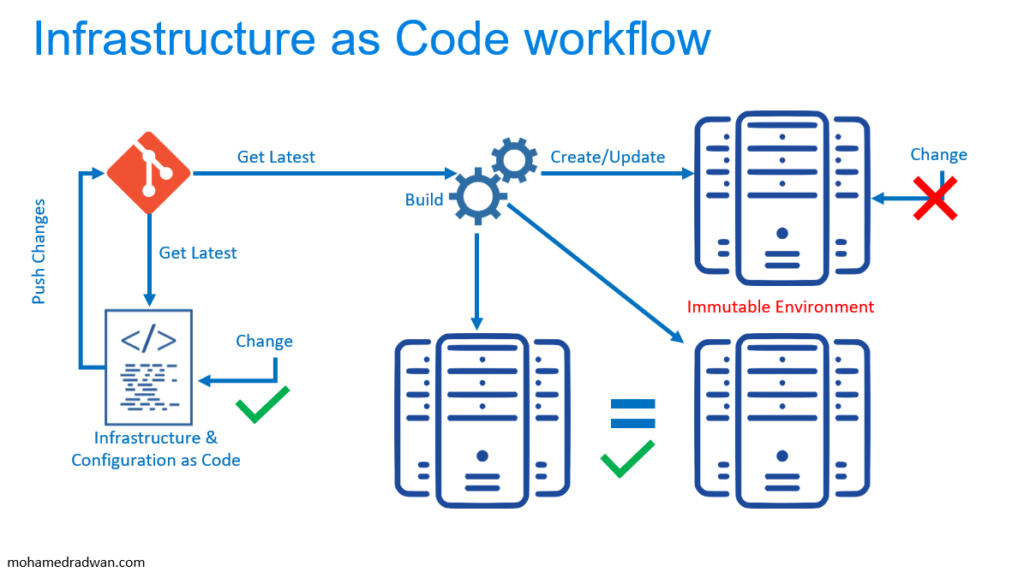 Infrastructure as Code workflow
Get Latest
Create/Update
Change
Build
Push Changes
Get Latest
Immutable Environment
</>
Change
Infrastructure &
Configuration as Code
mohamedradwan.com